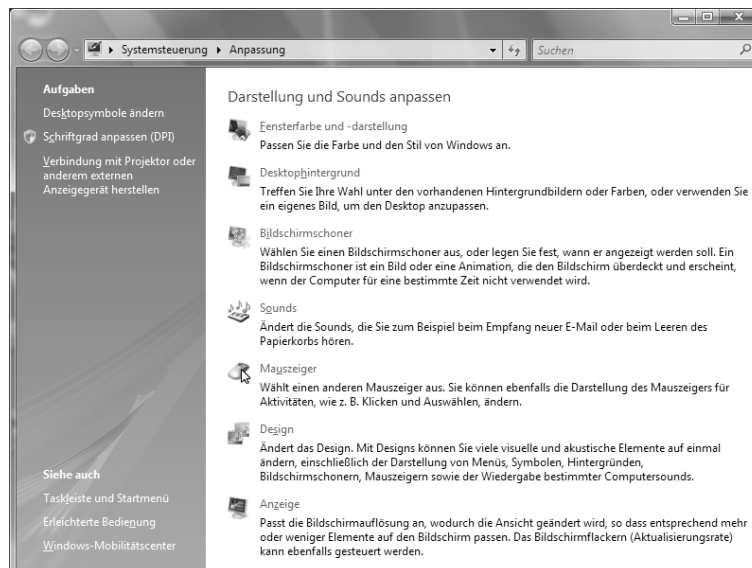 Systemsteuerung ▸ Anpassung
Suchen
Aufgaben
Desktopsymbole ändern
Schriftgrad anpassen (DPI)
Verbindung mit Projektor oder
anderem externen
Anzeigegerät herstellen
Darstellung und Sounds anpassen
Fensterfarbe und -darstellung
Passen Sie die Farbe und den Stil von Windows an.
Desktophintergrund
Treffen Sie Ihre Wahl unter den vorhandenen Hintergrundbildern oder Farben, oder verwenden Sie
ein eigenes Bild, um den Desktop anzupassen.
Bildschirmschoner
Wählen Sie einen Bildschirmschoner aus, oder legen Sie fest, wann er angezeigt werden soll. Ein
Bildschirmschoner ist ein Bild oder eine Animation, die den Bildschirm überdeckt und erscheint,
wenn der Computer für eine bestimmte Zeit nicht verwendet wird.
Sounds
Ändert die Sounds, die Sie zum Beispiel beim Empfang neuer E-Mail oder beim Leeren des
Papierkorbs hören.
Mauszeiger
Wählt einen anderen Mauszeiger aus. Sie können ebenfalls die Darstellung des Mauszeigers für
Aktivitäten, wie z. B. Klicken und Auswählen, ändern.
Design
Ändert das Design. Mit Designs können Sie viele visuelle und akustische Elemente auf einmal
ändern, einschließlich der Darstellung von Menüs, Symbolen, Hintergründen,
Bildschirmschonern, Mauszeigern sowie der Wiedergabe bestimmter Computersounds.
Anzeige
Passt die Bildschirmauflösung an, wodurch die Ansicht geändert wird, so dass entsprechend mehr
oder weniger Elemente auf den Bildschirm passen. Das Bildschirmflackern (Aktualisierungsrate)
kann ebenfalls gesteuert werden.
Siehe auch
Taskleiste und Startmenü
Erleichterte Bedienung
Windows-Mobilitätscenter